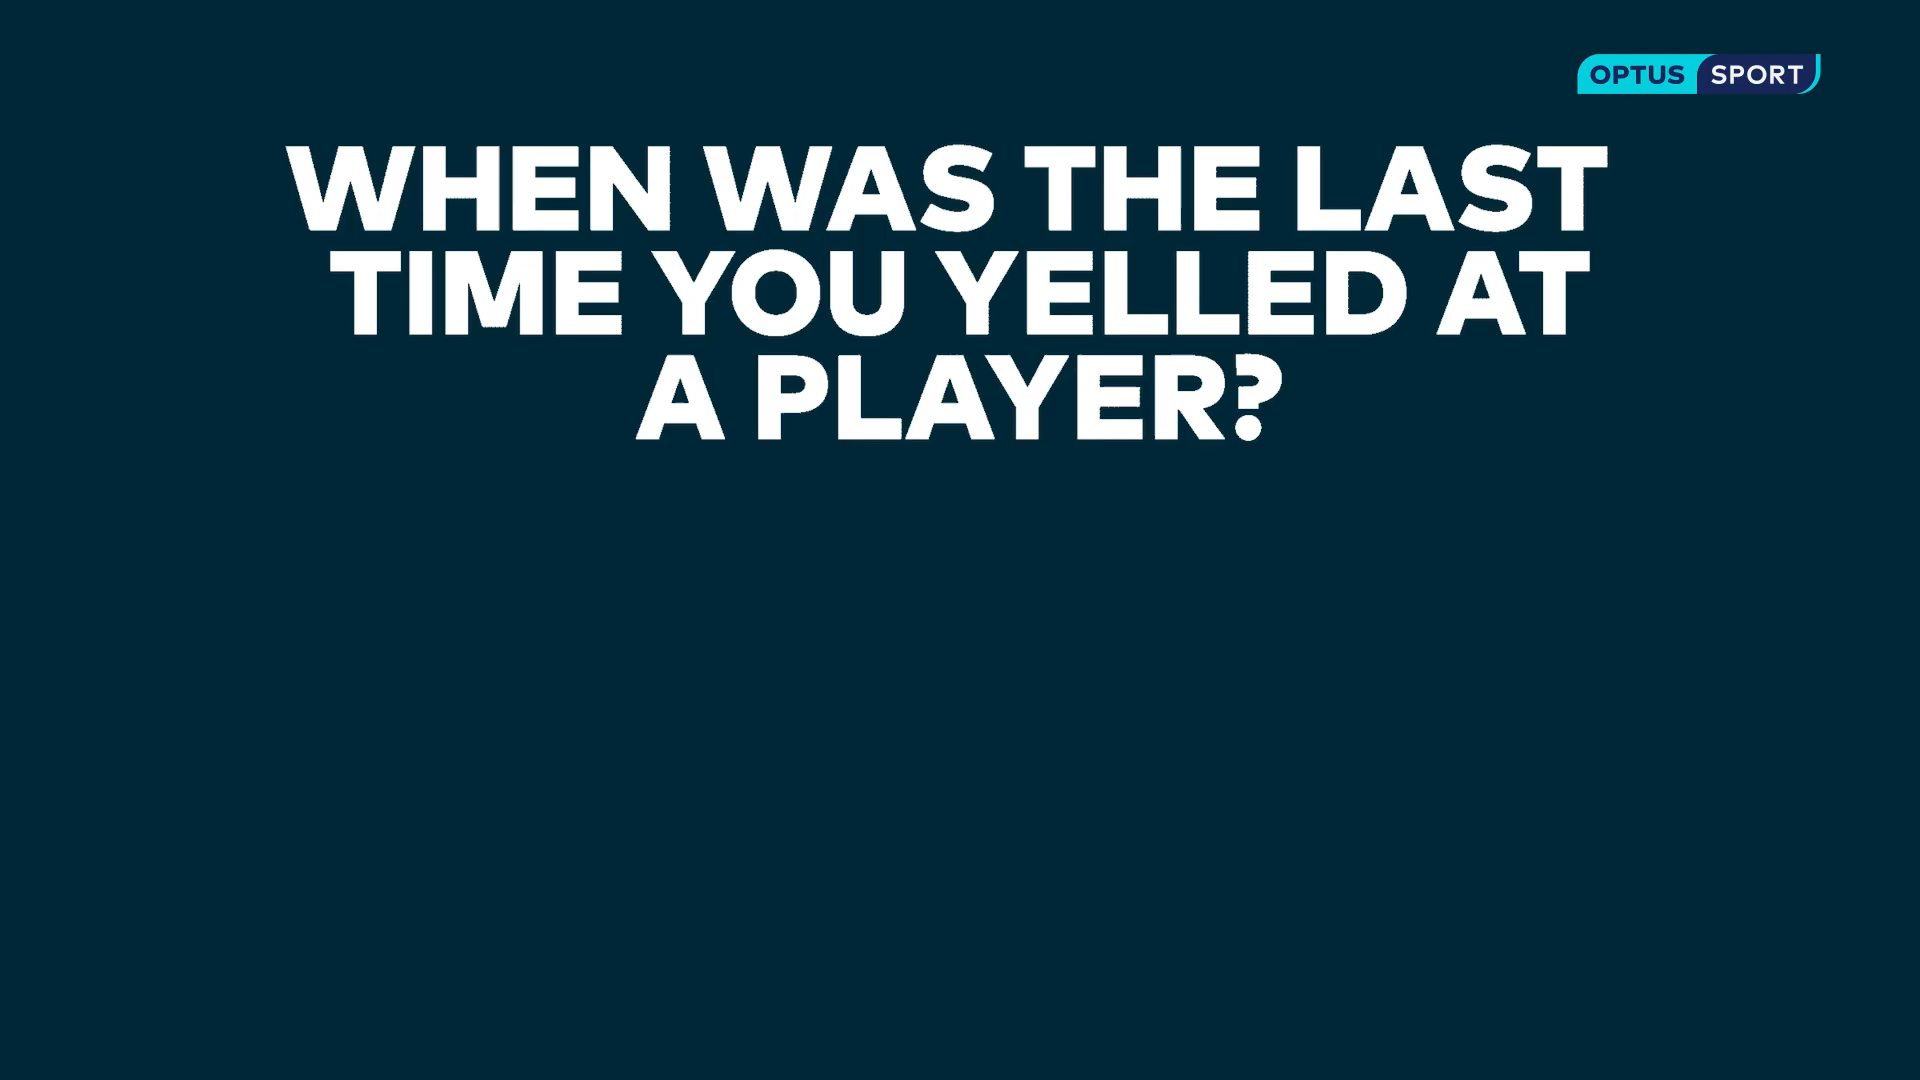 OPTUS SPORT
WHEN WAS THE LAST
TIME YOU YELLED AT
A PLAYER?